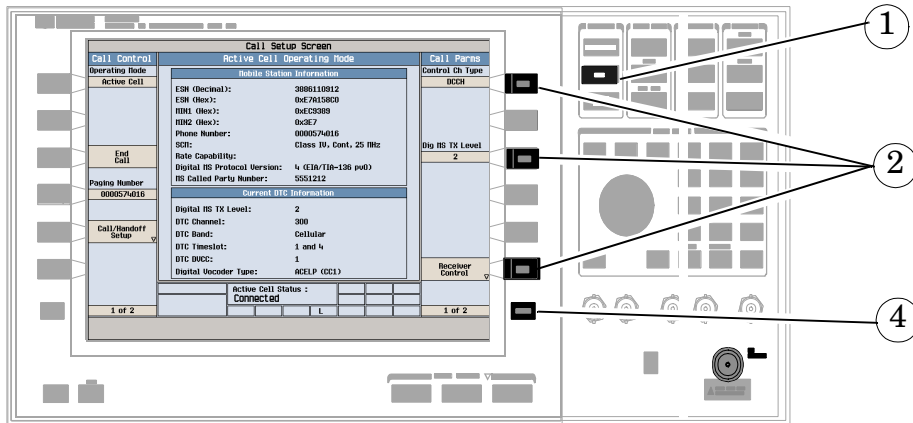 Call Setup Screen
Call Control
Active Cell Operating Mode
Call Parms
Operating Mode
Active Cell
End
Call
Paging Number
0000574016
Call/Handoff
Setup
1 of 2
Mobile Station Information
ESN (Decimal): 3886110912
ESN (Hex): 0xE7A158C0
MIN1 (Hex): 0xEC9389
MIN2 (Hex): 0x3E7
Phone Number: 0000574016
SCM: Class IV, Cont, 25 MHz
Rate Capability:
Digital MS Protocol Version: 4 (EIA/TIA-136 pv0)
MS Called Party Number: 5551212
Current DTC Information
Digital MS TX Level: 2
DTC Channel: 300
DTC Band: Cellular
DTC Timeslot: 1 and 4
DTC DVCC: 1
Digital Vocoder Type: ACELP (CC1)
Active Cell Status :
Connected
L
Control Ch Type
DCCH
Dig MS TX Level
2
Receiver
Control
1 of 2
1
2
4